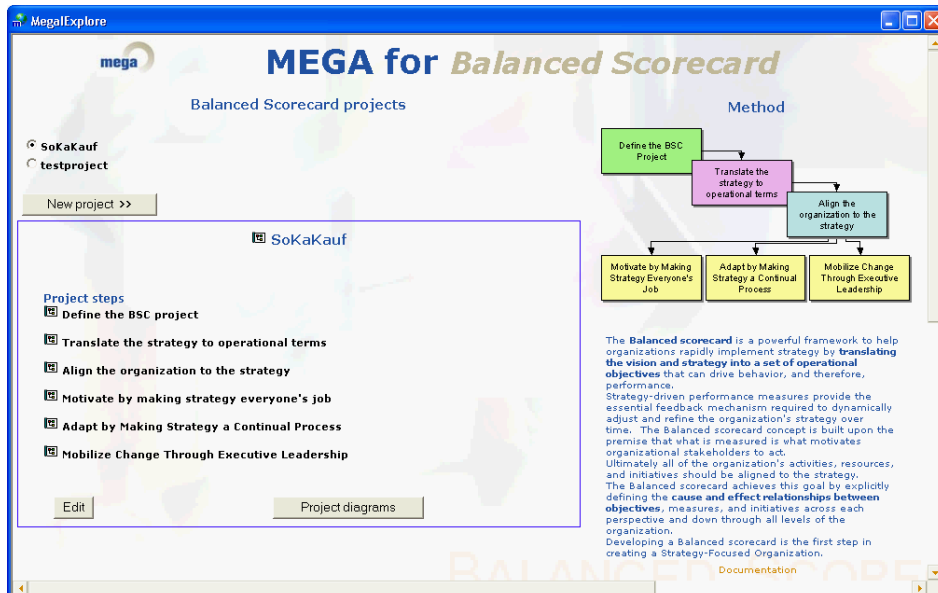 MegaIExplore
mega
MEGA for Balanced Scorecard
Balanced Scorecard projects
SoKaKauf
testproject
New project >>
SoKaKauf
Project steps
Define the BSC project
Translate the strategy to operational terms
Align the organization to the strategy
Motivate by making strategy everyone's job
Adapt by Making Strategy a Continual Process
Mobilize Change Through Executive Leadership
Edit
Project diagrams
Method
Define the BSC
Project
Translate the
strategy to
operational terms
Align the
organization to the
strategy
Motivate by Making
Strategy Everyone's
Job
Adapt by Making
Strategy a Continual
Process
Mobilize Change
Through Executive
Leadership
The Balanced scorecard is a powerful framework to help
organizations rapidly implement strategy by translating
the vision and strategy into a set of operational
objectives that can drive behavior, and therefore,
performance.
Strategy-driven performance measures provide the
essential feedback mechanism required to dynamically
adjust and refine the organization's strategy over
time. The Balanced scorecard concept is built upon the
premise that what is measured is what motivates
organizational stakeholders to act.
Ultimately all of the organization's activities, resources,
and initiatives should be aligned to the strategy.
The Balanced scorecard achieves this goal by explicitly
defining the cause and effect relationships between
objectives, measures, and initiatives across each
perspective and down through all levels of the
organization.
Developing a Balanced scorecard is the first step in
creating a Strategy-Focused Organization.
Documentation
BALANCED SCORE